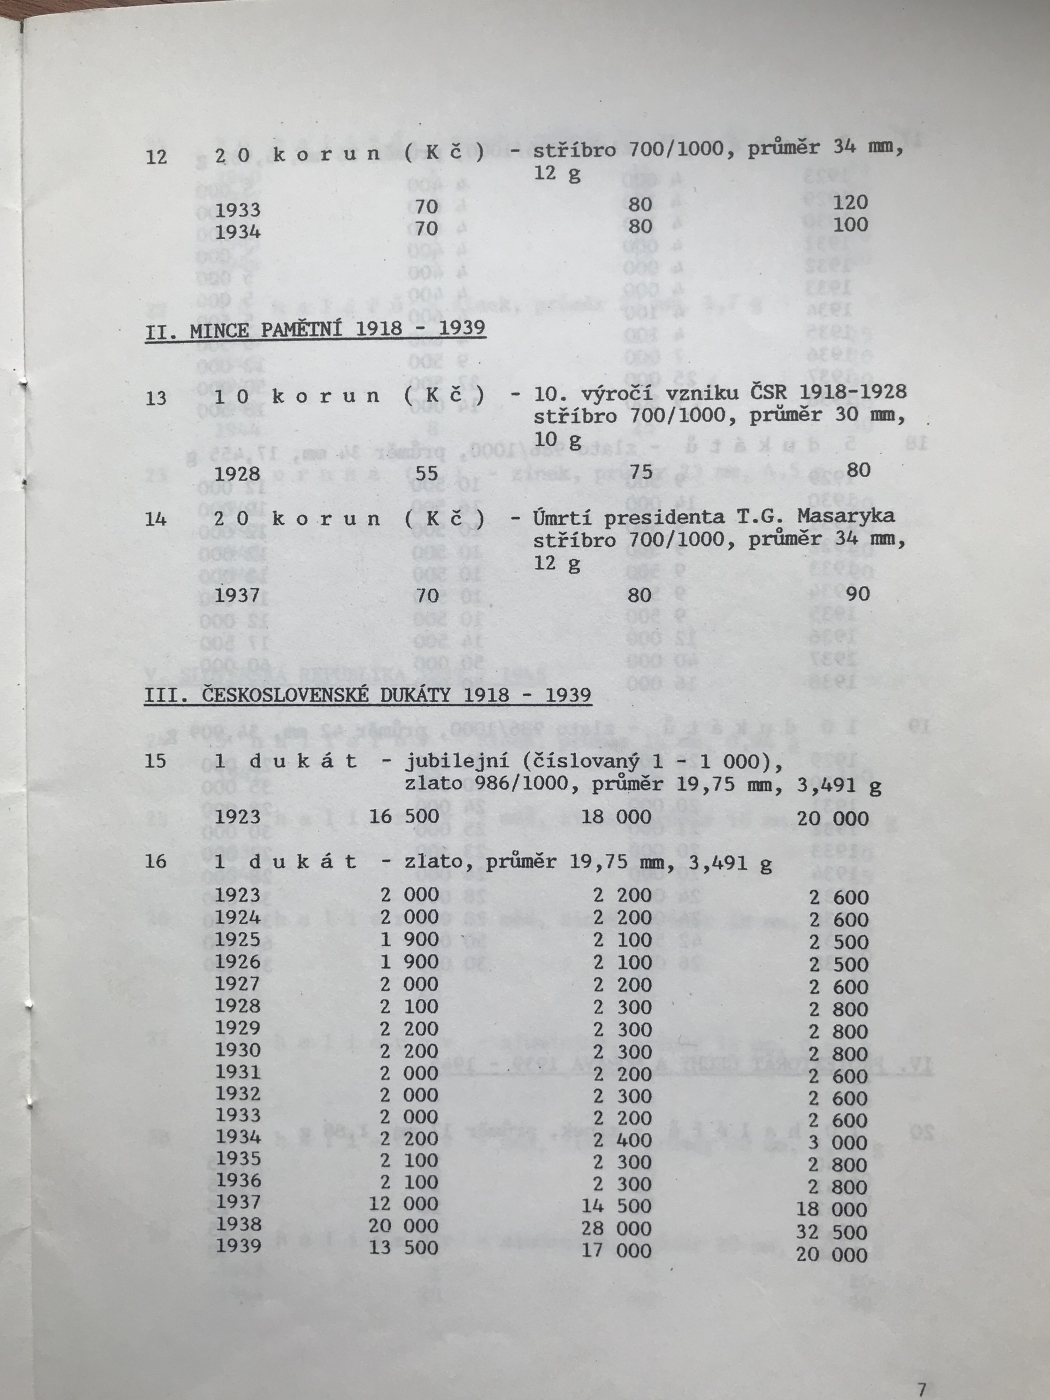 12 2 0 k o r u n ( K č ) - stříbro 700/1000, průměr 34 mm,
12 g
1933 70 80 120
1934 70 80 100
II. MINCE PAMĚTNÍ 1918 - 1939
13 1 0 k o r u n ( K č ) - 10. výročí vzniku ČSR 1918-1928
stříbro 700/1000, průměr 30 mm,
10 g
1928 55 75 80
14 2 0 k o r u n ( K č ) - Úmrtí presidenta T.G. Masaryka
stříbro 700/1000, průměr 34 mm,
12 g
1937 70 80 90
III. ČESKOSLOVENSKÉ DUKÁTY 1918 - 1939
15 1 d u k á t - jubilejní (číslovaný 1 - 1 000),
zlato 986/1000, průměr 19,75 mm, 3,491 g
1923 16 500 18 000 20 000
16 1 d u k á t - zlato, průměr 19,75 mm, 3,491 g
1923 2 000 2 200 2 600
1924 2 000 2 200 2 600
1925 1 900 2 100 2 500
1926 1 900 2 100 2 500
1927 2 000 2 200 2 600
1928 2 100 2 300 2 800
1929 2 200 2 300 2 800
1930 2 200 2 300 2 800
1931 2 000 2 200 2 600
1932 2 000 2 300 2 600
1933 2 000 2 200 2 600
1934 2 200 2 400 3 000
1935 2 100 2 300 2 800
1936 2 100 2 300 2 800
1937 12 000 14 500 18 000
1938 20 000 28 000 32 500
1939 13 500 17 000 20 000
7